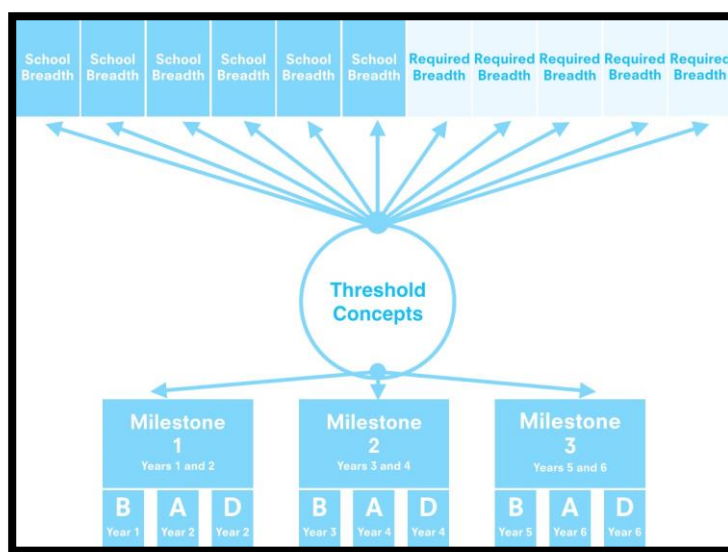 School Breadth
School Breadth
School Breadth
School Breadth
School Breadth
School Breadth
Required Breadth
Required Breadth
Required Breadth
Required Breadth
Required Breadth
Threshold
Concepts
Milestone
1
Years 1 and 2
Milestone
2
Years 3 and 4
Milestone
3
Years 5 and 6
B
Year 1
A
Year 2
D
Year 2
B
Year 3
A
Year 4
D
Year 4
B
Year 5
A
Year 6
D
Year 6